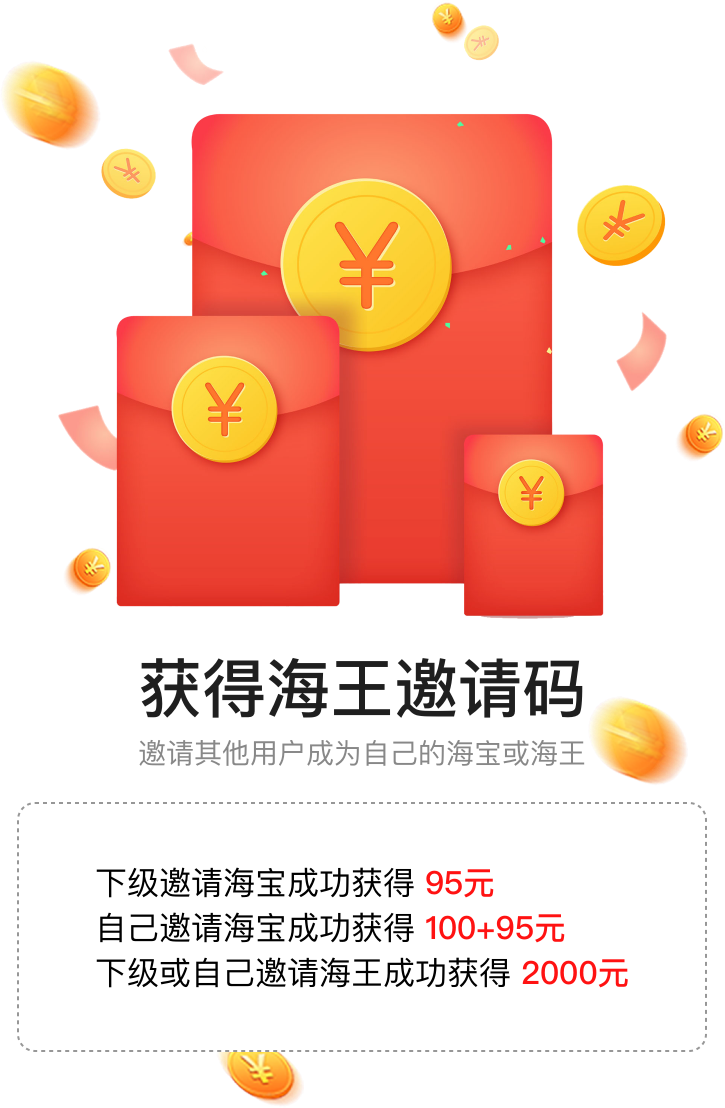 获得海王邀请码
邀请其他用户成为自己的海宝或海王
下级邀请海宝成功获得 95元
自己邀请海宝成功获得 100+95元
下级或自己邀请海王成功获得 2000元